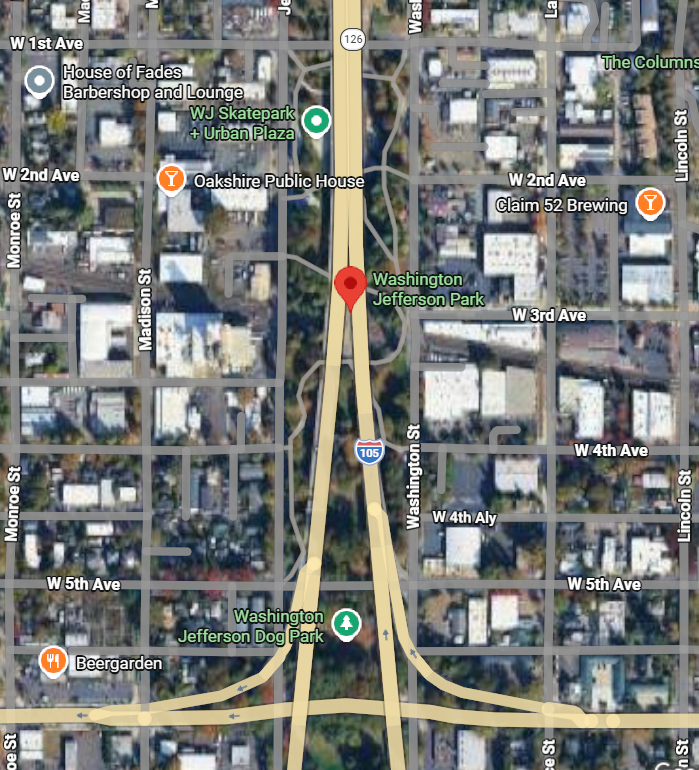 W 1st Ave
126
House of Fades
Barbershop and Lounge
The Columns
WJ Skatepark
+ Urban Plaza
W 2nd Ave
Oakshire Public House
W 2nd Ave
Lincoln St
Claim 52 Brewing
Monroe St
Madison St
Washington
Jefferson Park
W 3rd Ave
105
Washington St
W 4th Ave
Monroe St
W 4th Aly
Lincoln St
W 5th Ave
W 5th Ave
Washington
Jefferson Dog Park
Beergarden